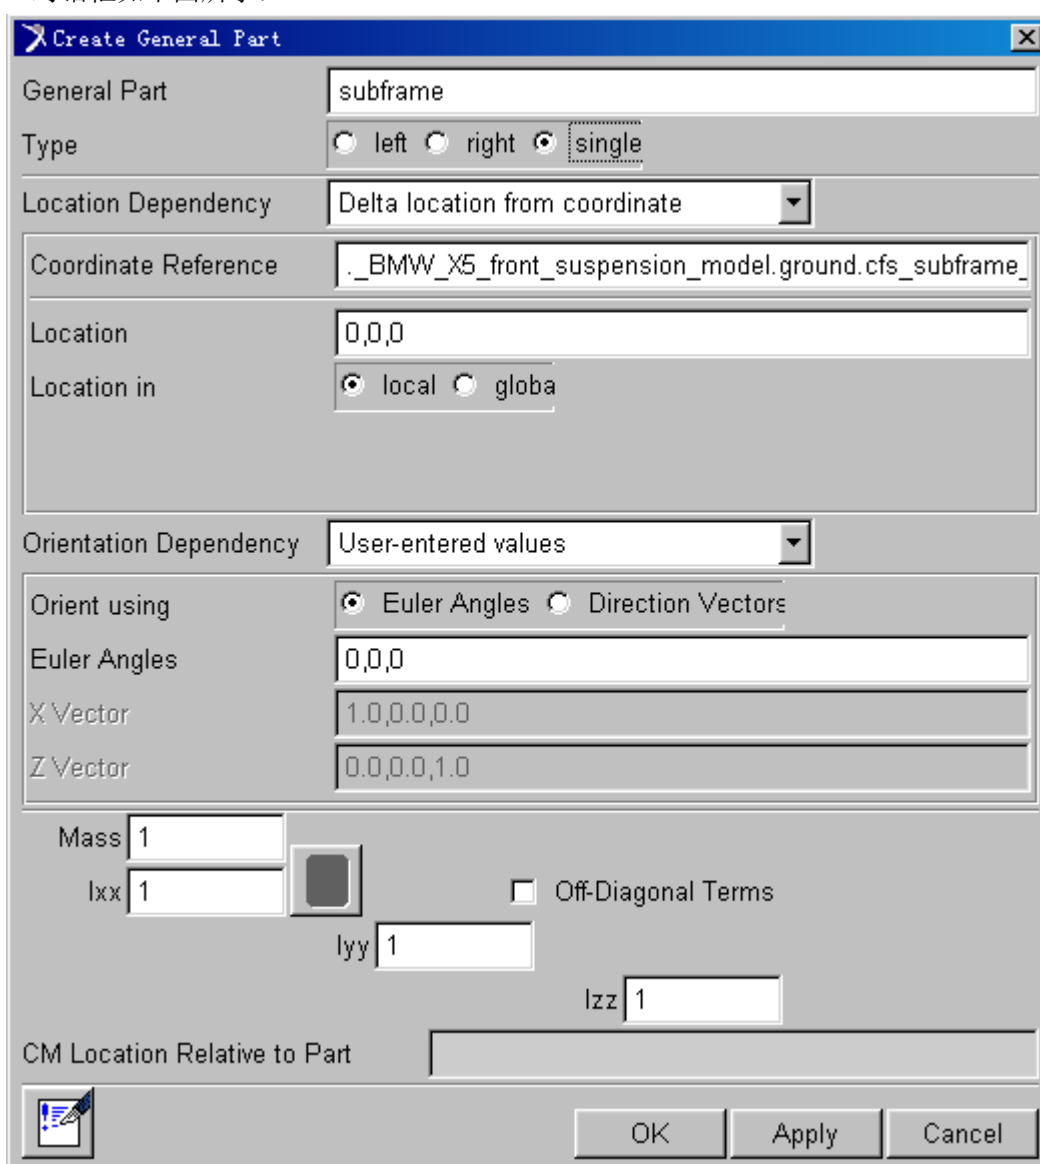 Create General Part
General Part subframe
Type left right single
Location Dependency Delta location from coordinate
Coordinate Reference ._BMW_X5_front_suspension_model.ground.cfs_subframe_
Location 0,0,0
Location in local globa
Orientation Dependency User-entered values
Orient using Euler Angles Direction Vectors
Euler Angles 0,0,0
X Vector 1.0,0.0,0.0
Z Vector 0.0,0.0,1.0
Mass 1
Ixx 1 Off-Diagonal Terms
Iyy 1
Izz 1
CM Location Relative to Part
OK Apply Cancel